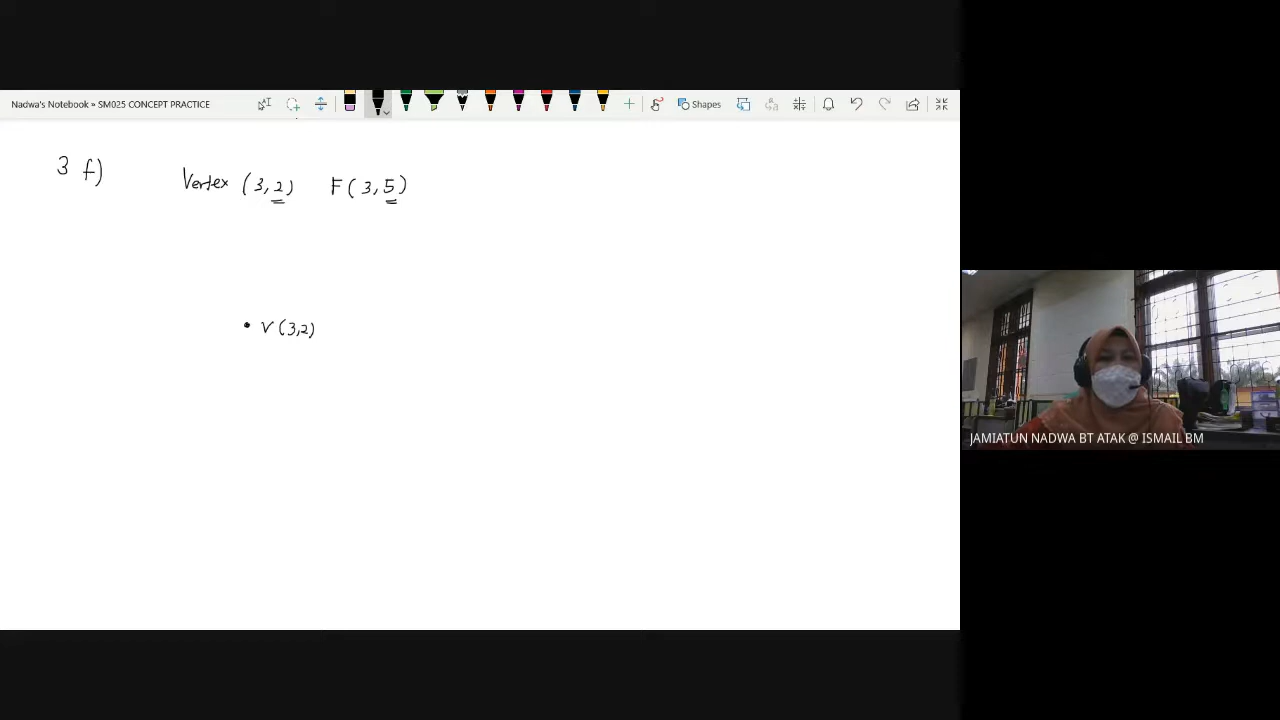 Nadwa's Notebook » SM025 CONCEPT PRACTICE
Shapes
3 f) Vertex (3,2) F(3,5)
V(3,2)
JAMIATUN NADWA BT ATAK @ ISMAIL BM